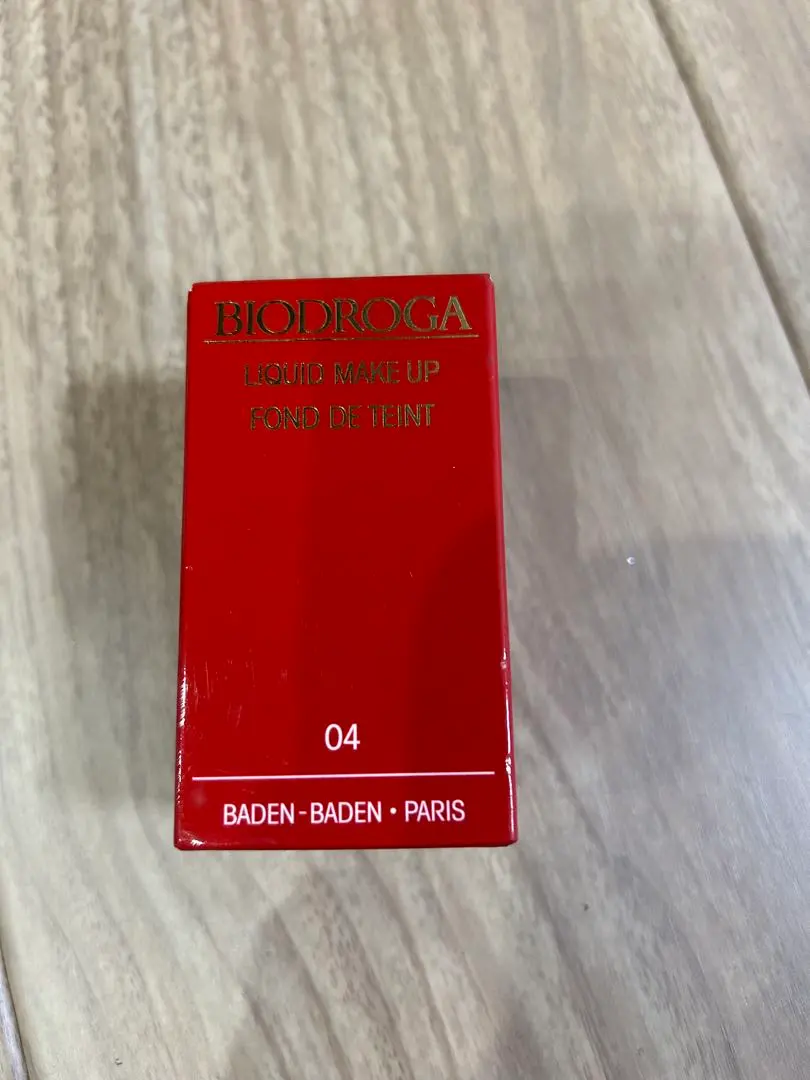 BIODROGA
LIQUID MAKE UP
FOND DE TEINT
04
BADEN-BADEN • PARIS